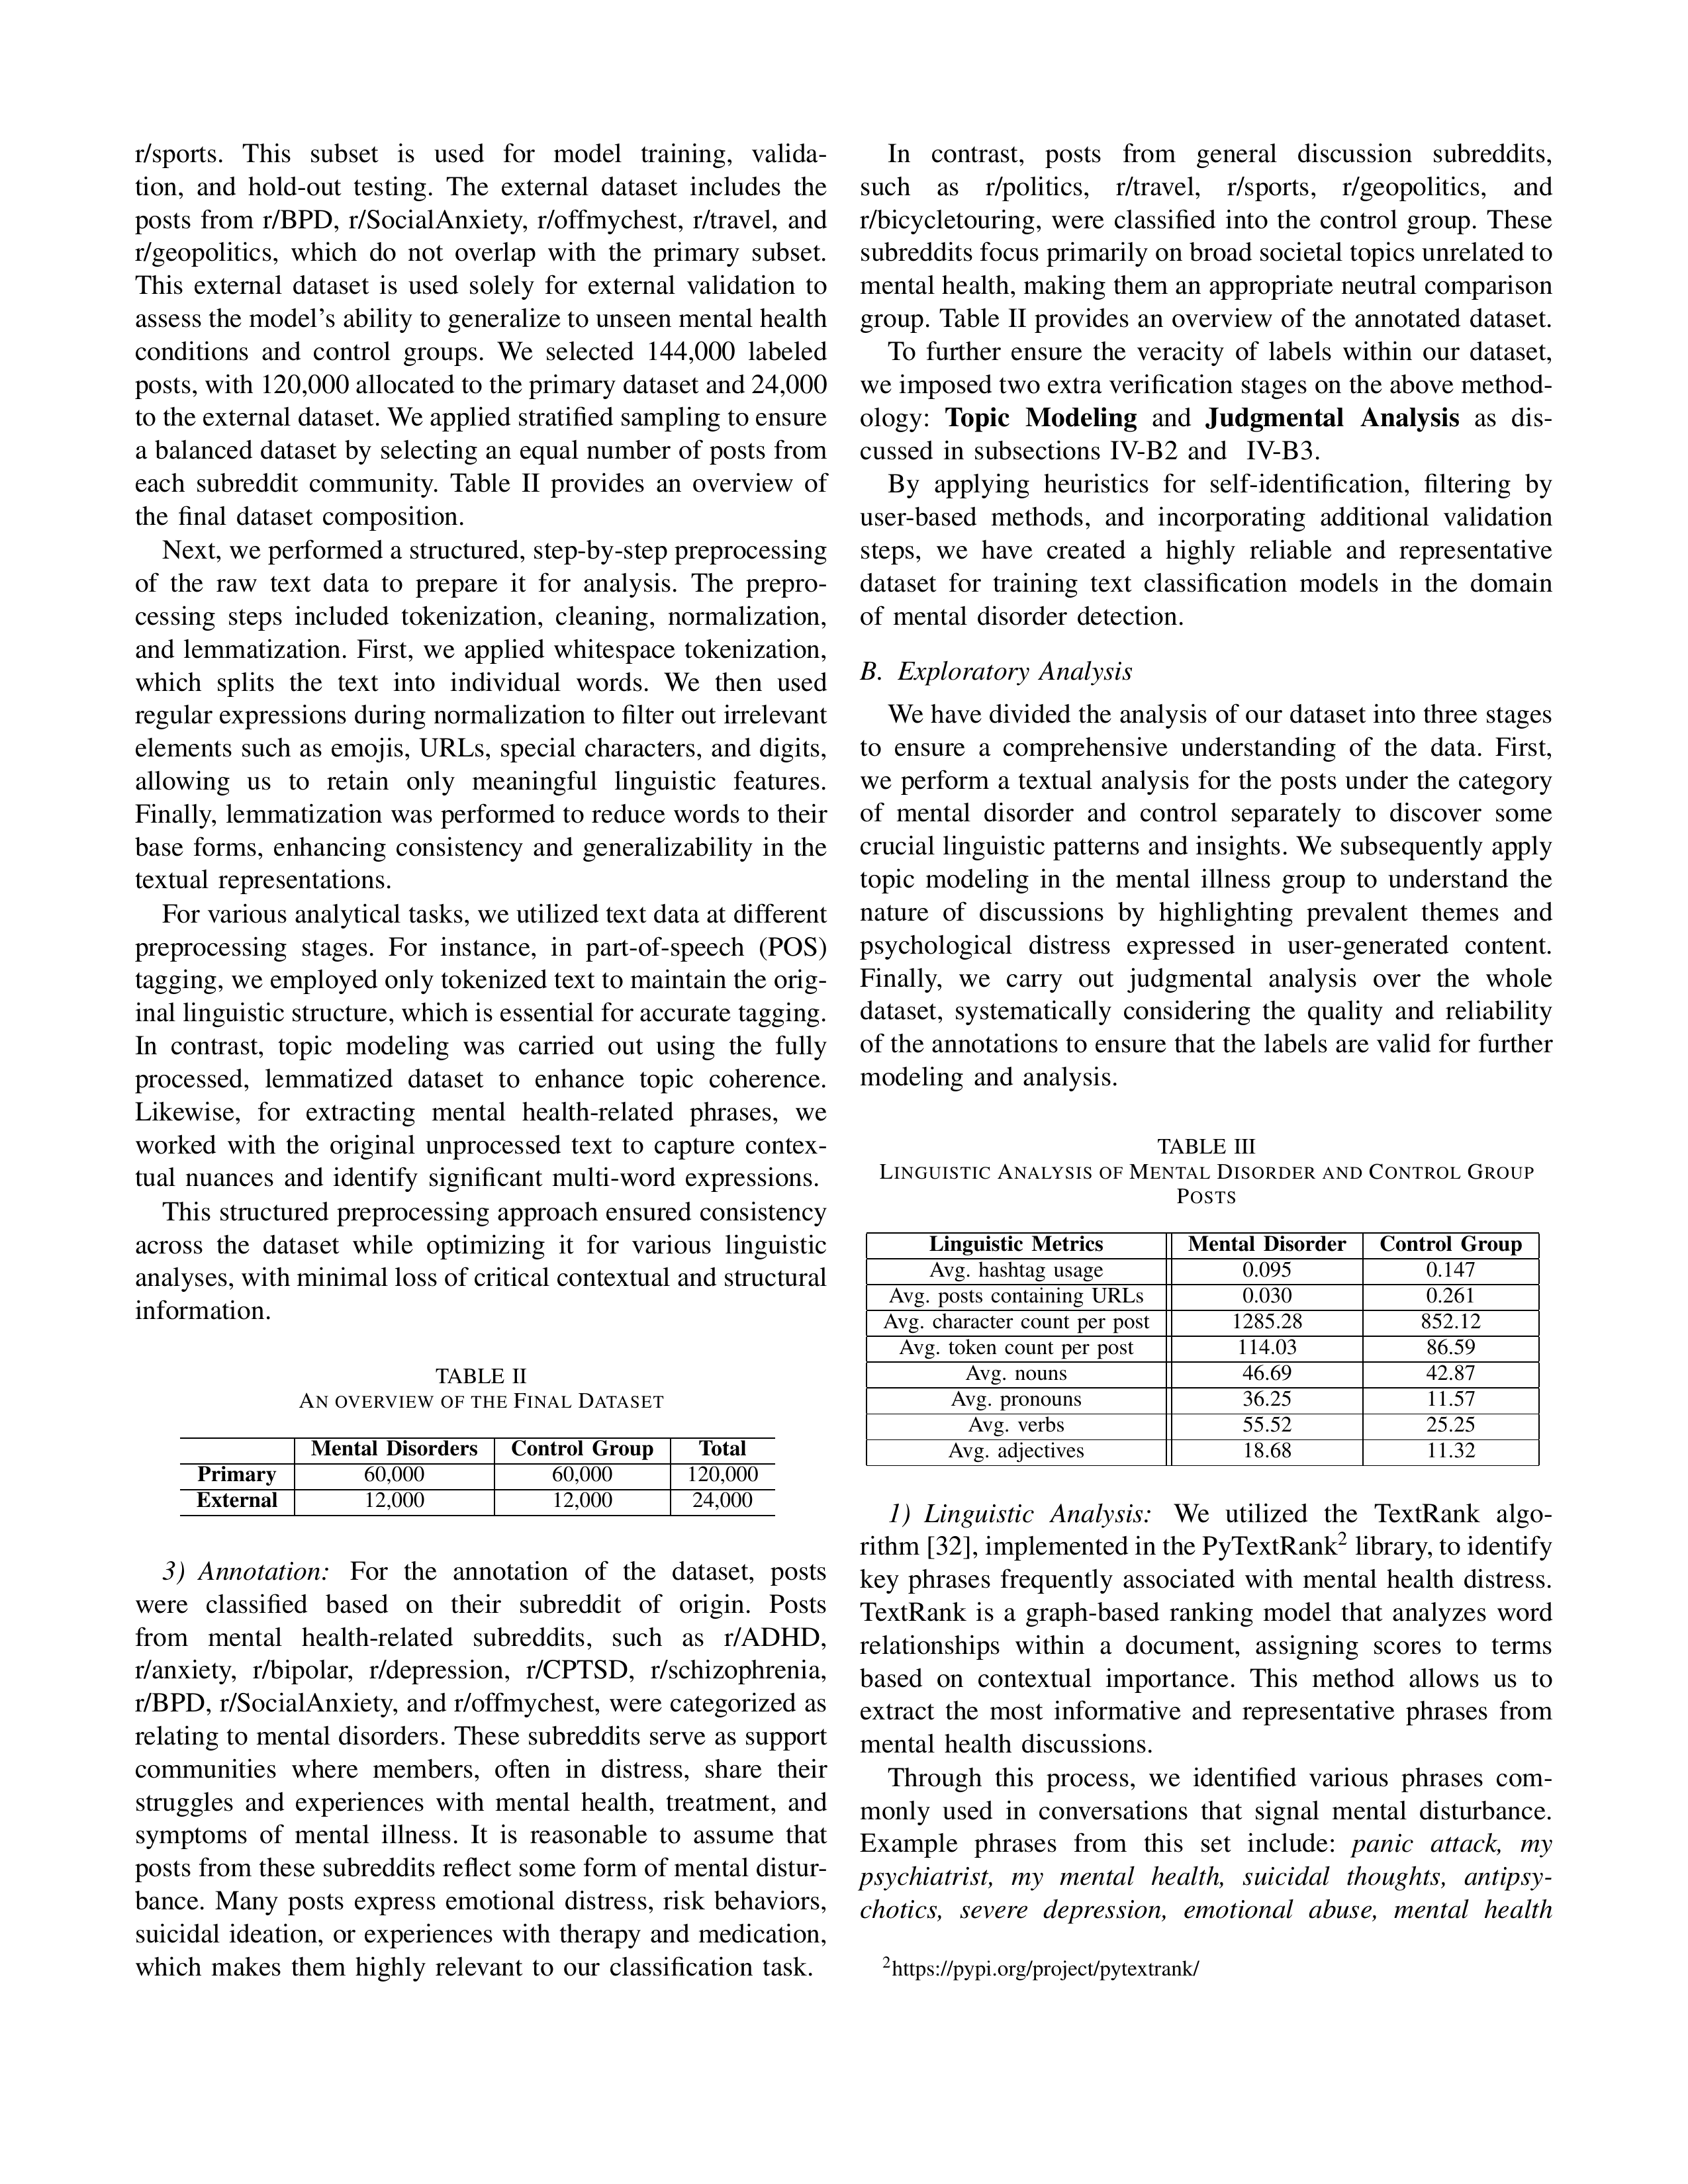 r/sports. This subset is used for model training, valida-
tion, and hold-out testing. The external dataset includes the
posts from r/BPD, r/SocialAnxiety, r/offmychest, r/travel, and
r/geopolitics, which do not overlap with the primary subset.
This external dataset is used solely for external validation to
assess the model's ability to generalize to unseen mental health
conditions and control groups. We selected 144,000 labeled
posts, with 120,000 allocated to the primary dataset and 24,000
to the external dataset. We applied stratified sampling to ensure
a balanced dataset by selecting an equal number of posts from
each subreddit community. Table II provides an overview of
the final dataset composition.
Next, we performed a structured, step-by-step preprocessing
of the raw text data to prepare it for analysis. The prepro-
cessing steps included tokenization, cleaning, normalization,
and lemmatization. First, we applied whitespace tokenization,
which splits the text into individual words. We then used
regular expressions during normalization to filter out irrelevant
elements such as emojis, URLs, special characters, and digits,
allowing us to retain only meaningful linguistic features.
Finally, lemmatization was performed to reduce words to their
base forms, enhancing consistency and generalizability in the
textual representations.
For various analytical tasks, we utilized text data at different
preprocessing stages. For instance, in part-of-speech (POS)
tagging, we employed only tokenized text to maintain the orig-
inal linguistic structure, which is essential for accurate tagging.
In contrast, topic modeling was carried out using the fully
processed, lemmatized dataset to enhance topic coherence.
Likewise, for extracting mental health-related phrases, we
worked with the original unprocessed text to capture contex-
tual nuances and identify significant multi-word expressions.
This structured preprocessing approach ensured consistency
across the dataset while optimizing it for various linguistic
analyses, with minimal loss of critical contextual and structural
information.
TABLE II
AN OVERVIEW OF THE FINAL DATASET
Mental Disorders Control Group Total
Primary 60,000 60,000 120,000
External 12,000 12,000 24,000
3) Annotation: For the annotation of the dataset, posts
were classified based on their subreddit of origin. Posts
from mental health-related subreddits, such as r/ADHD,
r/anxiety, r/bipolar, r/depression, r/CPTSD, r/schizophrenia,
r/BPD, r/SocialAnxiety, and r/offmychest, were categorized as
relating to mental disorders. These subreddits serve as support
communities where members, often in distress, share their
struggles and experiences with mental health, treatment, and
symptoms of mental illness. It is reasonable to assume that
posts from these subreddits reflect some form of mental distur-
bance. Many posts express emotional distress, risk behaviors,
suicidal ideation, or experiences with therapy and medication,
which makes them highly relevant to our classification task.
In contrast, posts from general discussion subreddits,
such as r/politics, r/travel, r/sports, r/geopolitics, and
r/bicycletouring, were classified into the control group. These
subreddits focus primarily on broad societal topics unrelated to
mental health, making them an appropriate neutral comparison
group. Table II provides an overview of the annotated dataset.
To further ensure the veracity of labels within our dataset,
we imposed two extra verification stages on the above method-
ology: Topic Modeling and Judgmental Analysis as dis-
cussed in subsections IV-B2 and IV-B3.
By applying heuristics for self-identification, filtering by
user-based methods, and incorporating additional validation
steps, we have created a highly reliable and representative
dataset for training text classification models in the domain
of mental disorder detection.
B. Exploratory Analysis
We have divided the analysis of our dataset into three stages
to ensure a comprehensive understanding of the data. First,
we perform a textual analysis for the posts under the category
of mental disorder and control separately to discover some
crucial linguistic patterns and insights. We subsequently apply
topic modeling in the mental illness group to understand the
nature of discussions by highlighting prevalent themes and
psychological distress expressed in user-generated content.
Finally, we carry out judgmental analysis over the whole
dataset, systematically considering the quality and reliability
of the annotations to ensure that the labels are valid for further
modeling and analysis.
TABLE III
LINGUISTIC ANALYSIS OF MENTAL DISORDER AND CONTROL GROUP
POSTS
Linguistic Metrics Mental Disorder Control Group
Avg. hashtag usage 0.095 0.147
Avg. posts containing URLs 0.030 0.261
Avg. character count per post 1285.28 852.12
Avg. token count per post 114.03 86.59
Avg. nouns 46.69 42.87
Avg. pronouns 36.25 11.57
Avg. verbs 55.52 25.25
Avg. adjectives 18.68 11.32
1) Linguistic Analysis: We utilized the TextRank algo-
rithm [32], implemented in the PyTextRank2 library, to identify
key phrases frequently associated with mental health distress.
TextRank is a graph-based ranking model that analyzes word
relationships within a document, assigning scores to terms
based on contextual importance. This method allows us to
extract the most informative and representative phrases from
mental health discussions.
Through this process, we identified various phrases com-
monly used in conversations that signal mental disturbance.
Example phrases from this set include: panic attack, my
psychiatrist, my mental health, suicidal thoughts, antipsy-
chotics, severe depression, emotional abuse, mental health
2https://pypi.org/project/pytextrank/